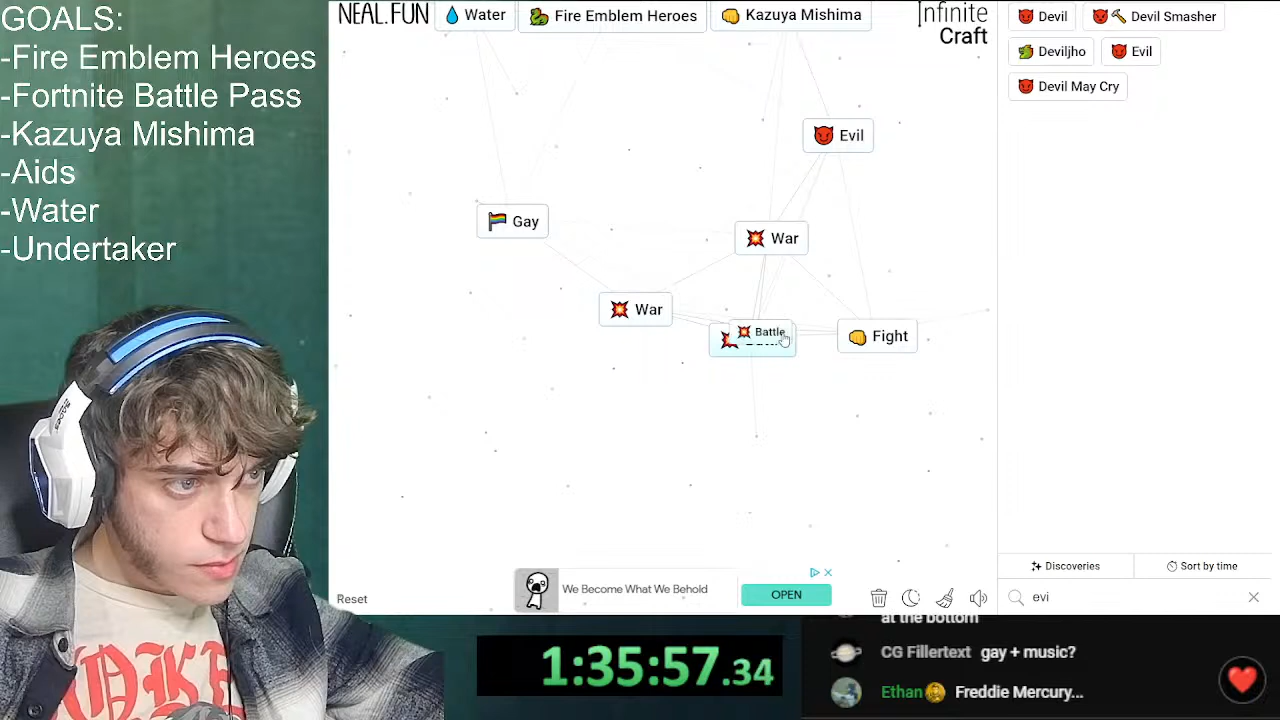 GOALS:
-Fire Emblem Heroes
-Fortnite Battle Pass
-Kazuya Mishima
-Aids
-Water
-Undertaker
NEAL.FUN
Water
Fire Emblem Heroes
Kazuya Mishima
Infinite
Craft
Evil
Gay
War
War
Battle
Fight
Devil
Devil Smasher
Deviljho
Evil
Devil May Cry
We Become What We Behold
OPEN
Reset
Discoveries
Sort by time
evi
1:35:57.34
at the bottom
CG Fillertext gay + music?
Ethan Freddie Mercury...